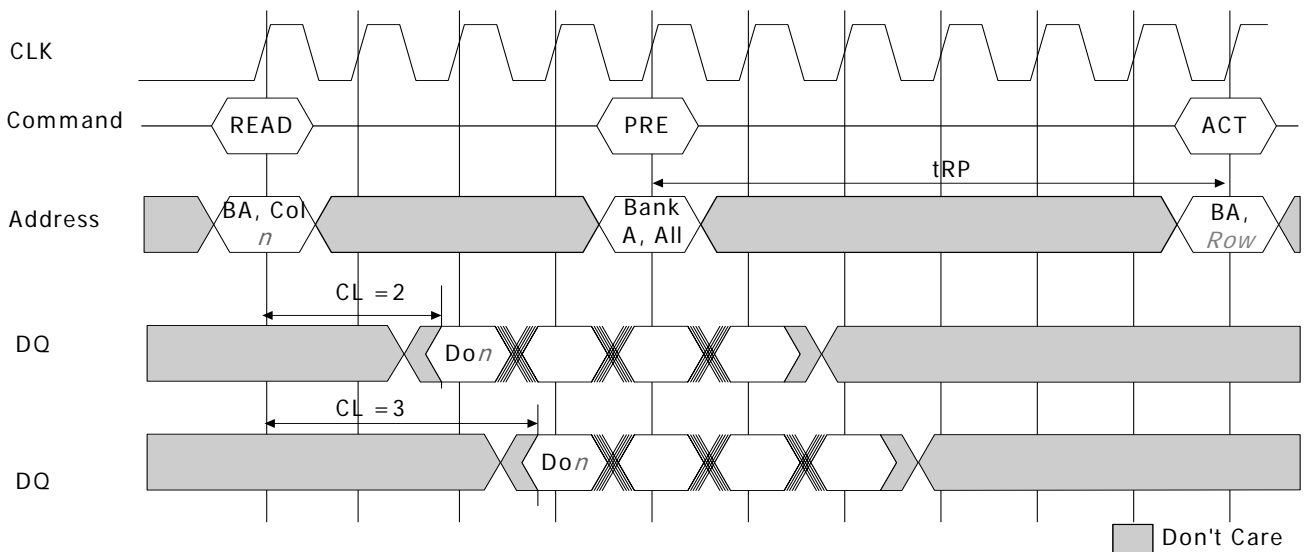 CLK
Command
READ
PRE
ACT
tRP
Address
BA, Col
n
Bank
A, All
BA,
Row
CL =2
DQ
Don
CL =3
DQ
Don
Don't Care